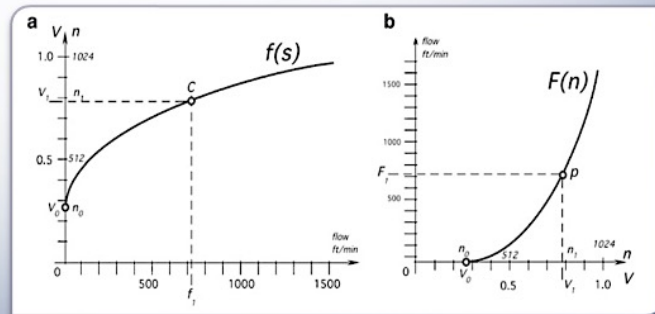 a
V n
1.0 1024
f(s)
C
V₁ n₁
0.5 512
V₀ n₀
flow
ft/min
0 500 1000 1500
f₁
b
flow
ft/min
1500
F(n)
1000
F₁ p
500
n₀ 512 n₁ 1024 n
0 V₀ 0.5 V₁ 1.0 V